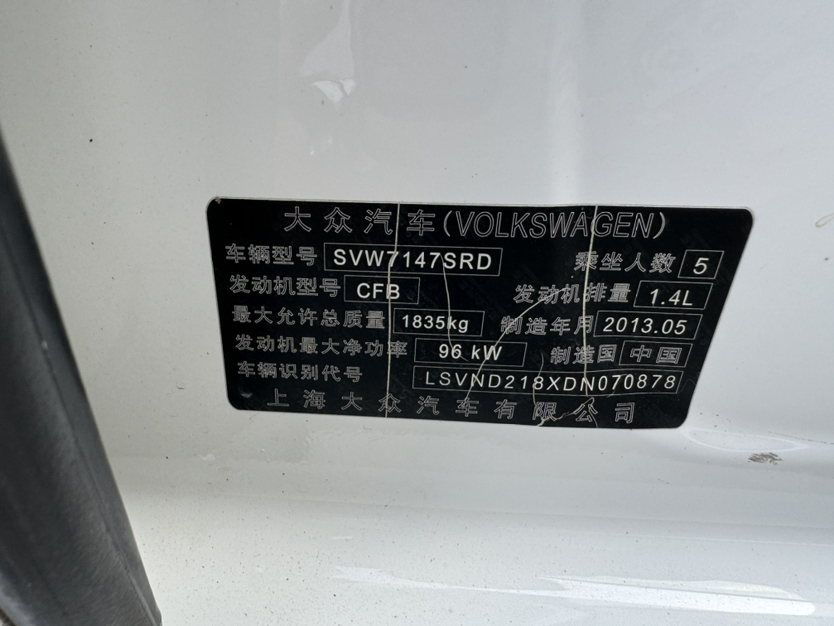 大众汽车(VOLKSWAGEN)
车辆型号 SVW7147SRD 乘坐人数 5
发动机型号 CFB 发动机排量 1.4L
最大允许总质量 1835kg 制造年月 2013.05
发动机最大净功率 96 kW 制造国 中国
车辆识别代号 LSVND218XDN070878
上海大众汽车有限公司